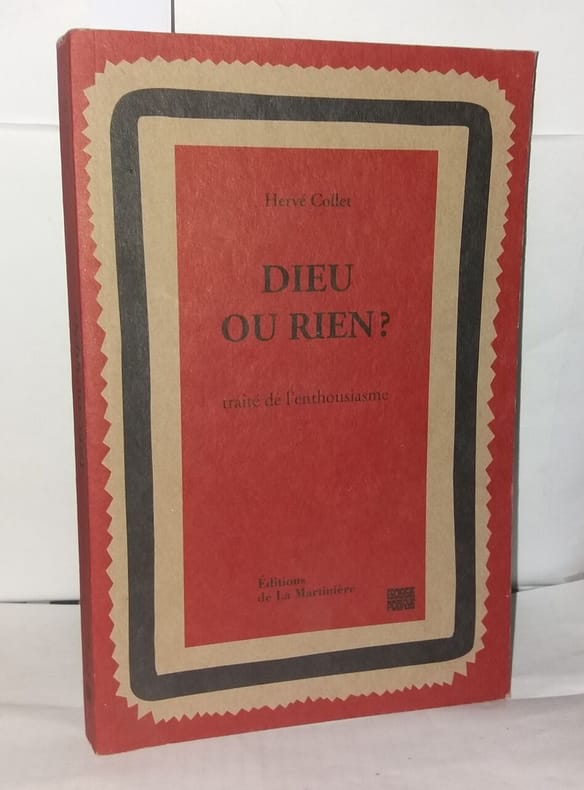 Hervé Collet
DIEU
OU RIEN?
traité de l'enthousiasme
Éditions
de La Martinière